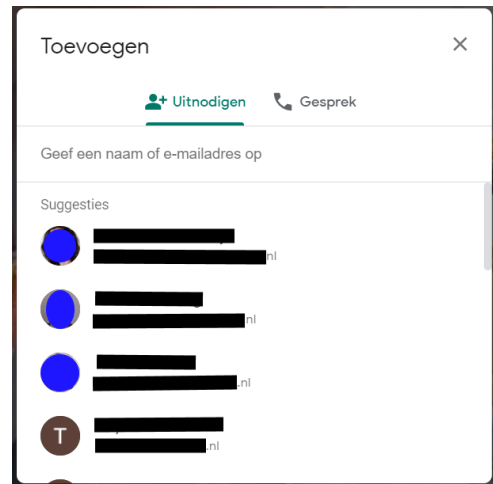 Toevoegen
Uitnodigen Gesprek
Geef een naam of e-mailadres op
Suggesties
nl
nl
.nl
T
.nl